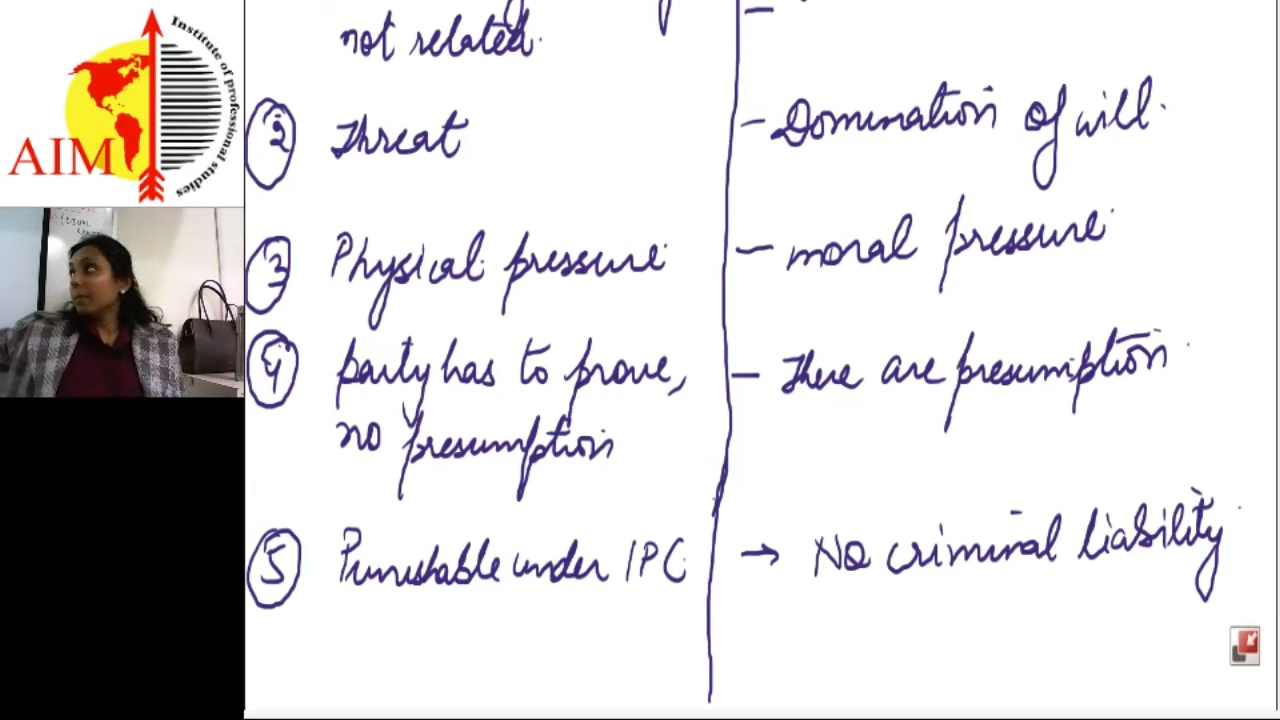 Institute of professional studies
AIM
not related.
② Threat
- Domination of will.
③ Physical pressure
- moral pressure
④ party has to prove,
- There are presumption
no presumption
⑤ Punishable under IPC
→ No criminal liability